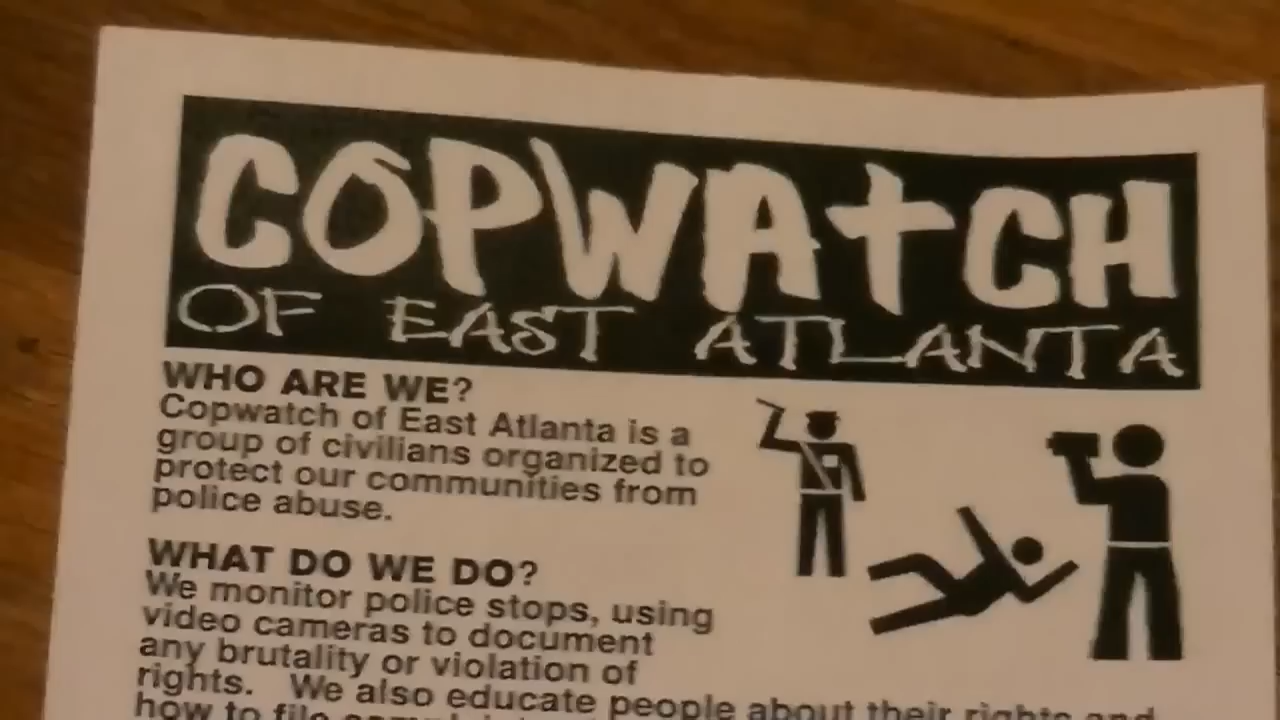 COPWATCH
OF EAST ATLANTA
WHO ARE WE?
Copwatch of East Atlanta is a
group of civilians organized to
protect our communities from
police abuse.
WHAT DO WE DO?
We monitor police stops, using
video cameras to document
any brutality or violation of
rights. We also educate people about their rights and
how to file